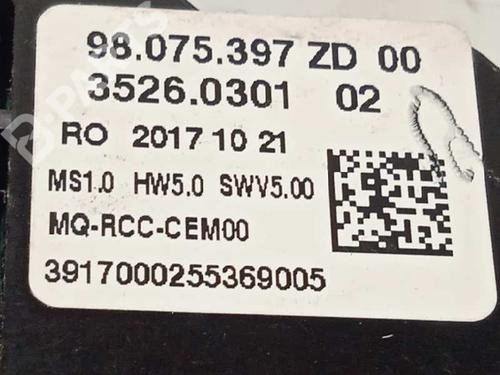 98.075.397 ZD 00
3526.0301 02
RO 2017 10 21
MS1.0 HW5.0 SWV5.00
MQ-RCC-CEM00
3917000255369005
B-PARTS